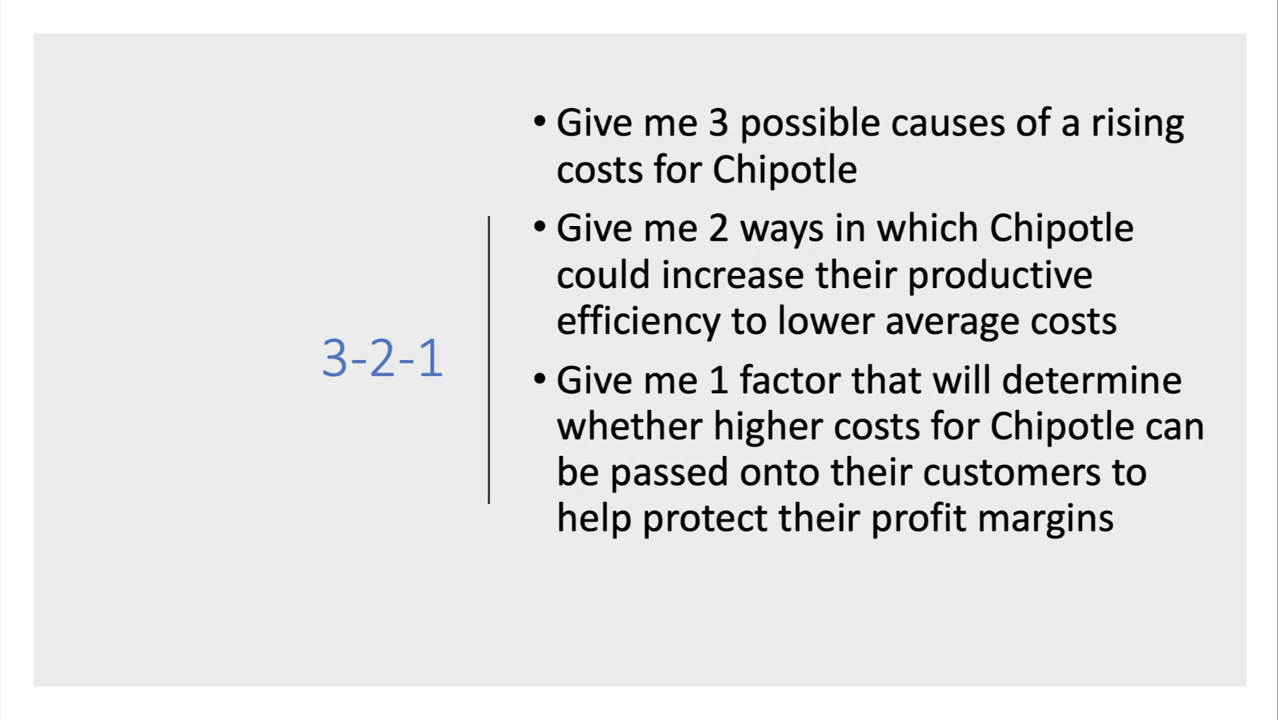 3-2-1
• Give me 3 possible causes of a rising
costs for Chipotle
• Give me 2 ways in which Chipotle
could increase their productive
efficiency to lower average costs
• Give me 1 factor that will determine
whether higher costs for Chipotle can
be passed onto their customers to
help protect their profit margins